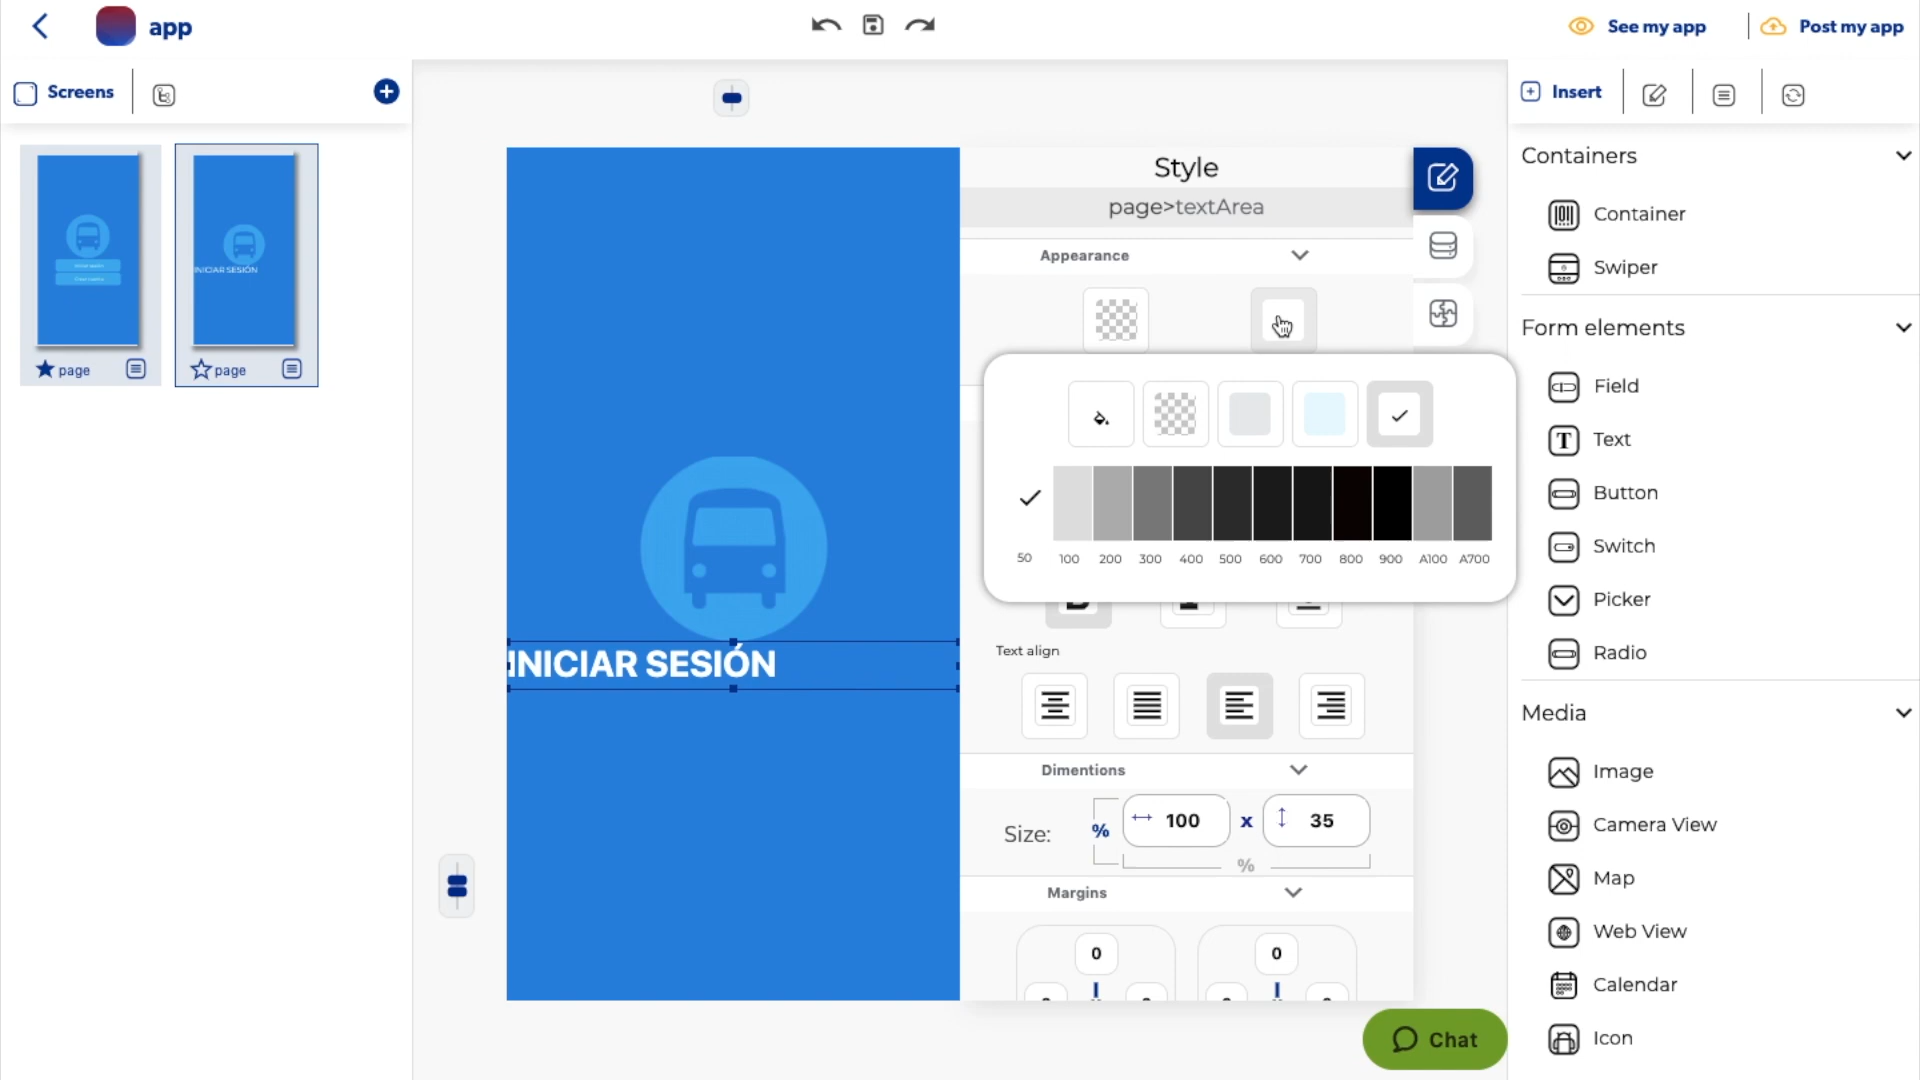 app
See my app
Post my app
Screens
Insert
Style
page>textArea
Appearance
50 100 200 300 400 500 600 700 800 900 A100 A700
Text align
Dimentions
Size:
%
100
x
35
%
Margins
0
0
Chat
page
page
INICIAR SESIÓN
INICIAR SESIÓN
Containers
Container
Swiper
Form elements
Field
Text
Button
Switch
Picker
Radio
Media
Image
Camera View
Map
Web View
Calendar
Icon